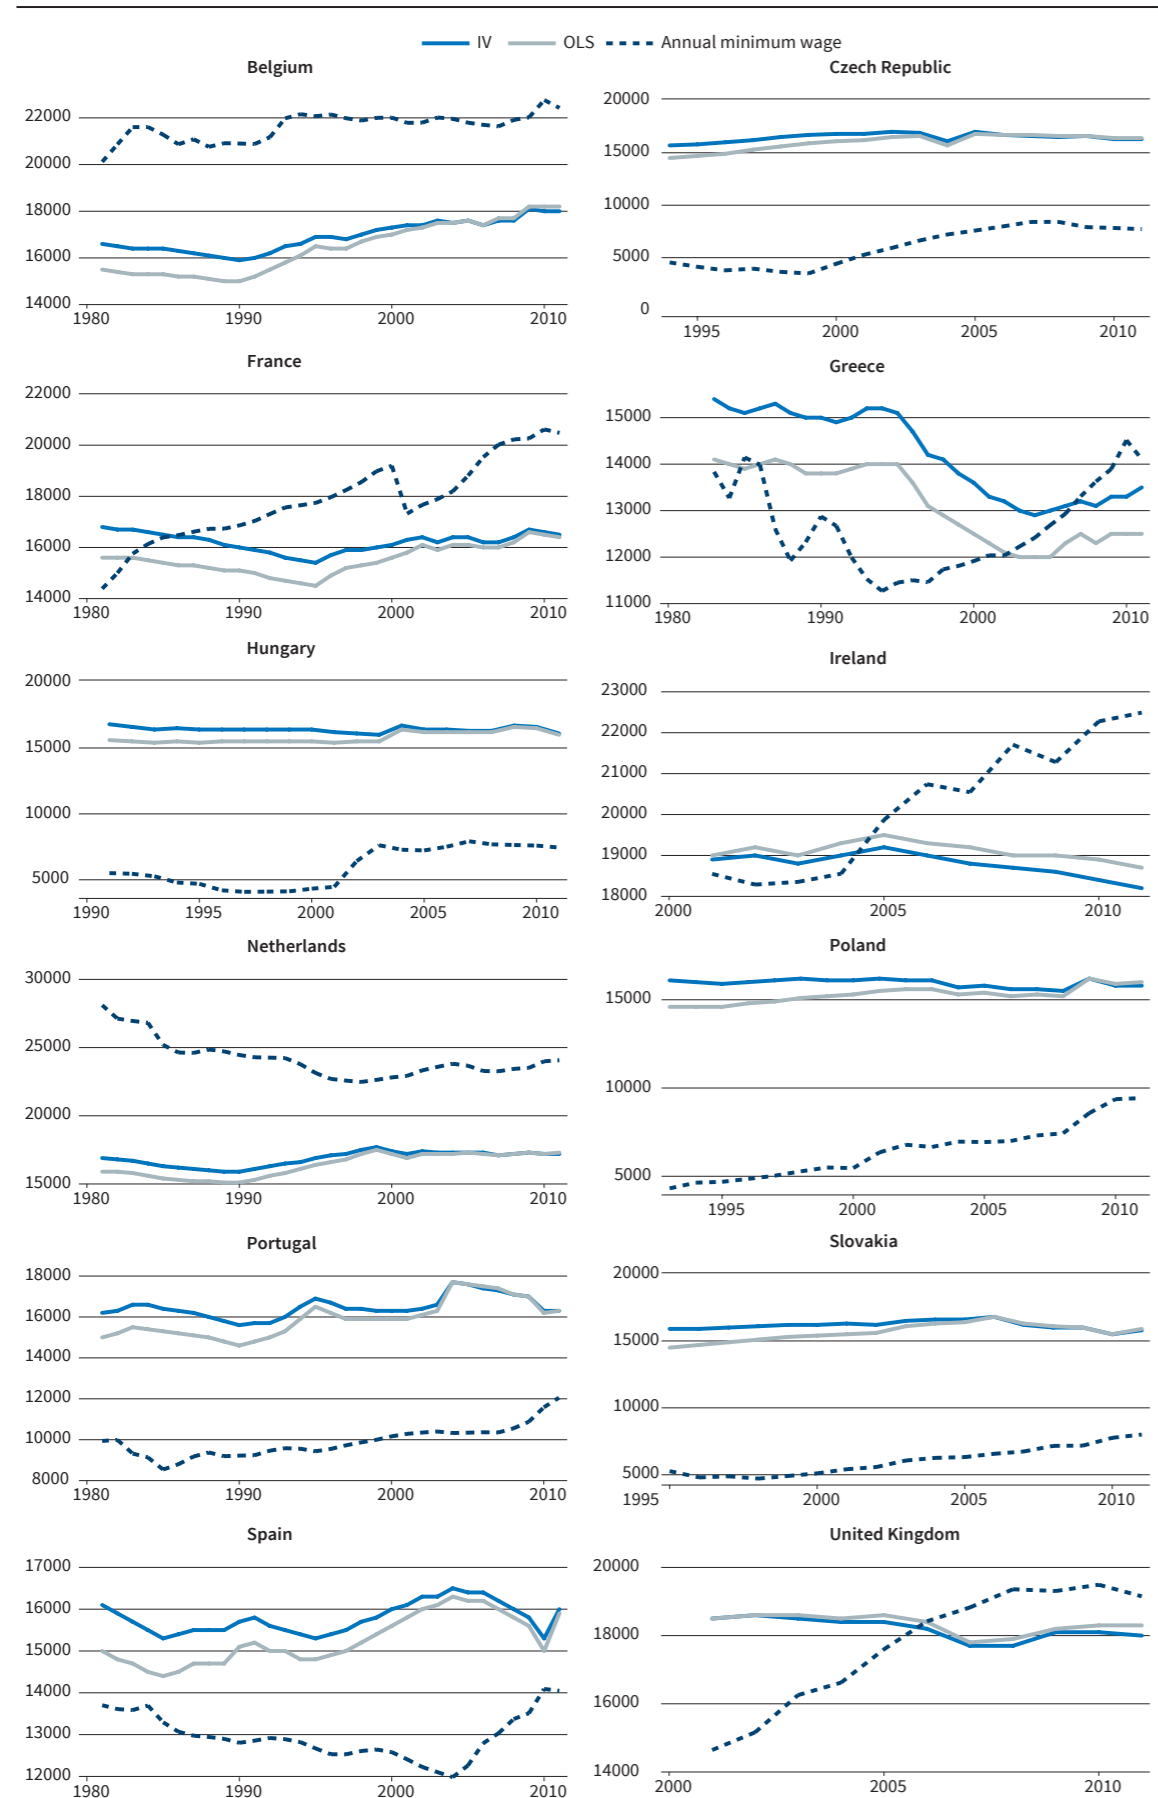 IV OLS Annual minimum wage
Belgium
22000
20000
18000
16000
14000
1980 1990 2000 2010
Czech Republic
20000
15000
10000
5000
0
1995 2000 2005 2010
France
22000
20000
18000
16000
14000
1980 1990 2000 2010
Greece
15000
14000
13000
12000
11000
1980 1990 2000 2010
Hungary
20000
15000
10000
5000
1990 1995 2000 2005 2010
Ireland
23000
22000
21000
20000
19000
18000
2000 2005 2010
Netherlands
30000
25000
20000
15000
1980 1990 2000 2010
Poland
15000
10000
5000
1995 2000 2005 2010
Portugal
18000
16000
14000
12000
10000
8000
1980 1990 2000 2010
Slovakia
20000
15000
10000
5000
1995 2000 2005 2010
Spain
17000
16000
15000
14000
13000
12000
1980 1990 2000 2010
United Kingdom
20000
18000
16000
14000
2000 2005 2010